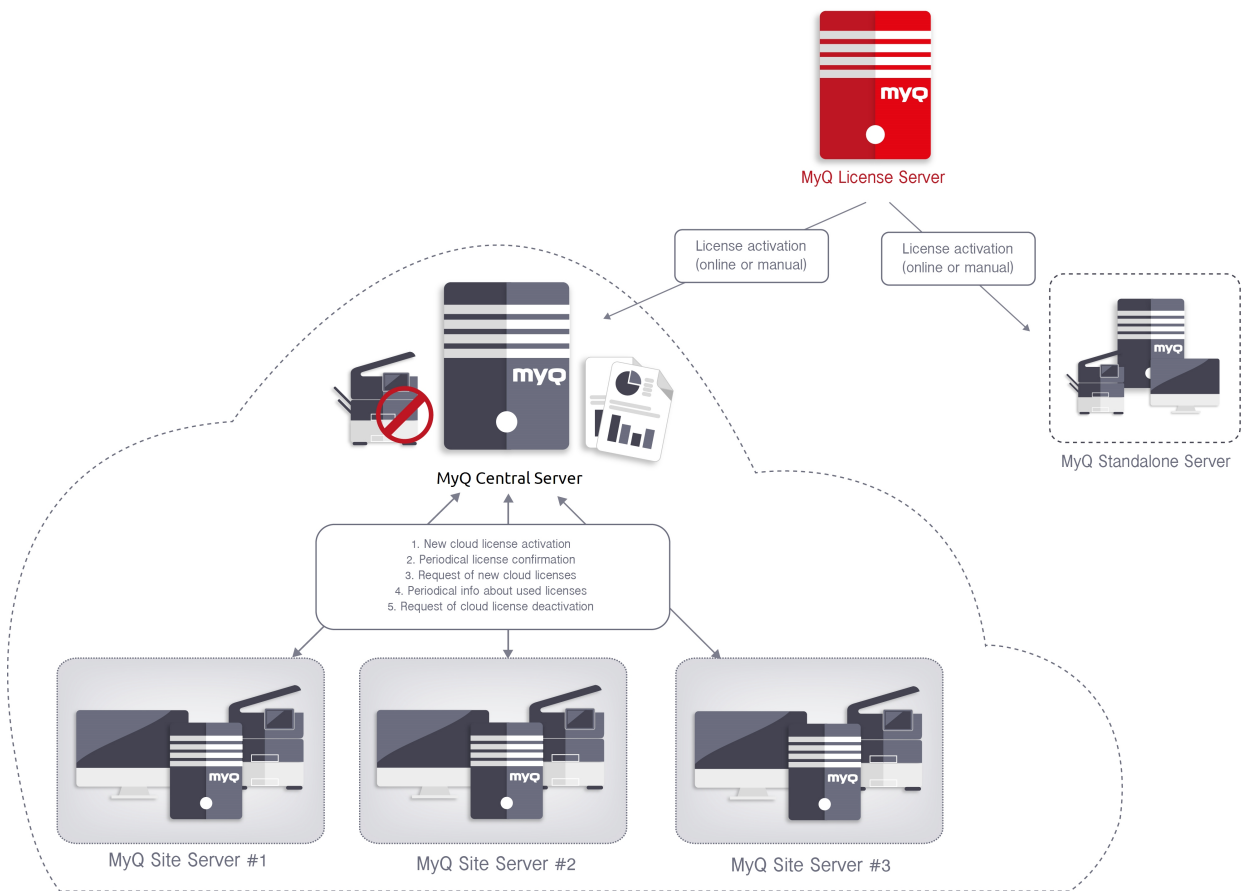 myQ
MyQ License Server
License activation
(online or manual)
License activation
(online or manual)
myQ
myQ
MyQ Standalone Server
MyQ Central Server
1. New cloud license activation
2. Periodical license confirmation
3. Request of new cloud licenses
4. Periodical info about used licenses
5. Request of cloud license deactivation
myQ
myQ
myQ
MyQ Site Server #1
MyQ Site Server #2
MyQ Site Server #3